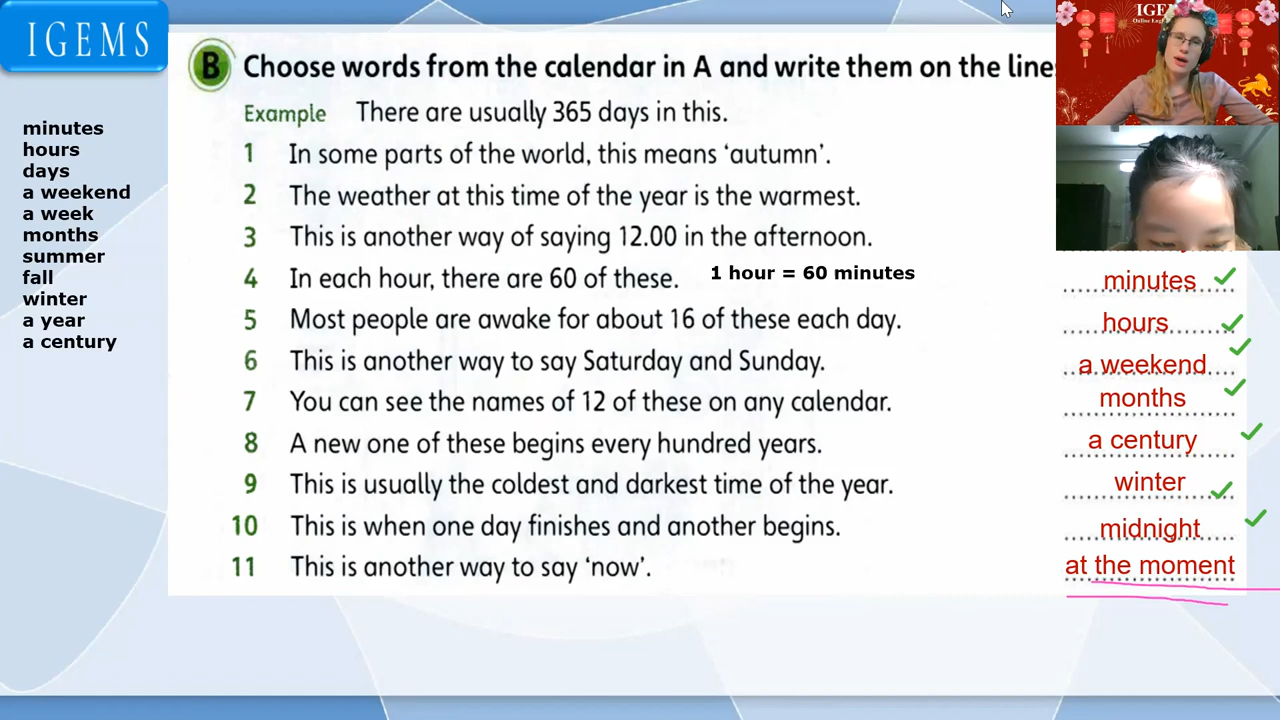 IGEMS
minutes
hours
days
a weekend
a week
months
summer
fall
winter
a year
a century
B Choose words from the calendar in A and write them on the line
Example There are usually 365 days in this.
1 In some parts of the world, this means ‘autumn’.
2 The weather at this time of the year is the warmest.
3 This is another way of saying 12.00 in the afternoon.
4 In each hour, there are 60 of these. 1 hour = 60 minutes minutes
5 Most people are awake for about 16 of these each day. hours
6 This is another way to say Saturday and Sunday. a weekend
7 You can see the names of 12 of these on any calendar. months
8 A new one of these begins every hundred years. a century
9 This is usually the coldest and darkest time of the year. winter
10 This is when one day finishes and another begins. midnight
11 This is another way to say ‘now’. at the moment